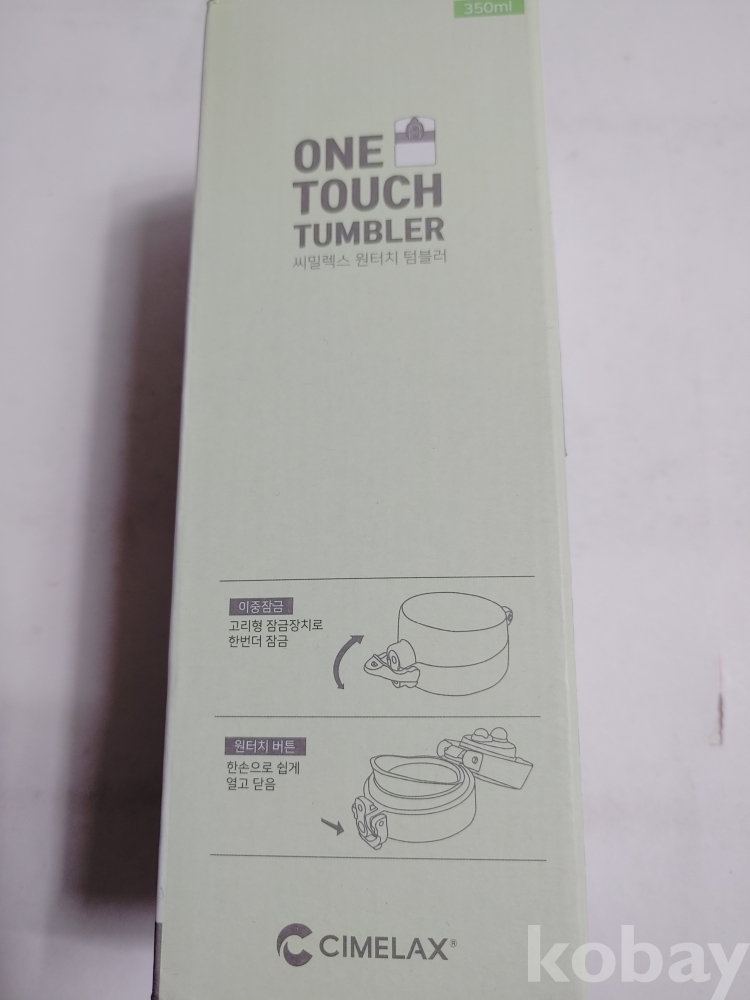 350ml
ONE
TOUCH
TUMBLER
씨밀렉스 원터치 텀블러
이중잠금
고리형 잠금장치로
한번더 잠금
원터치 버튼
한손으로 쉽게
열고 닫음
CIMELAX®
kobay